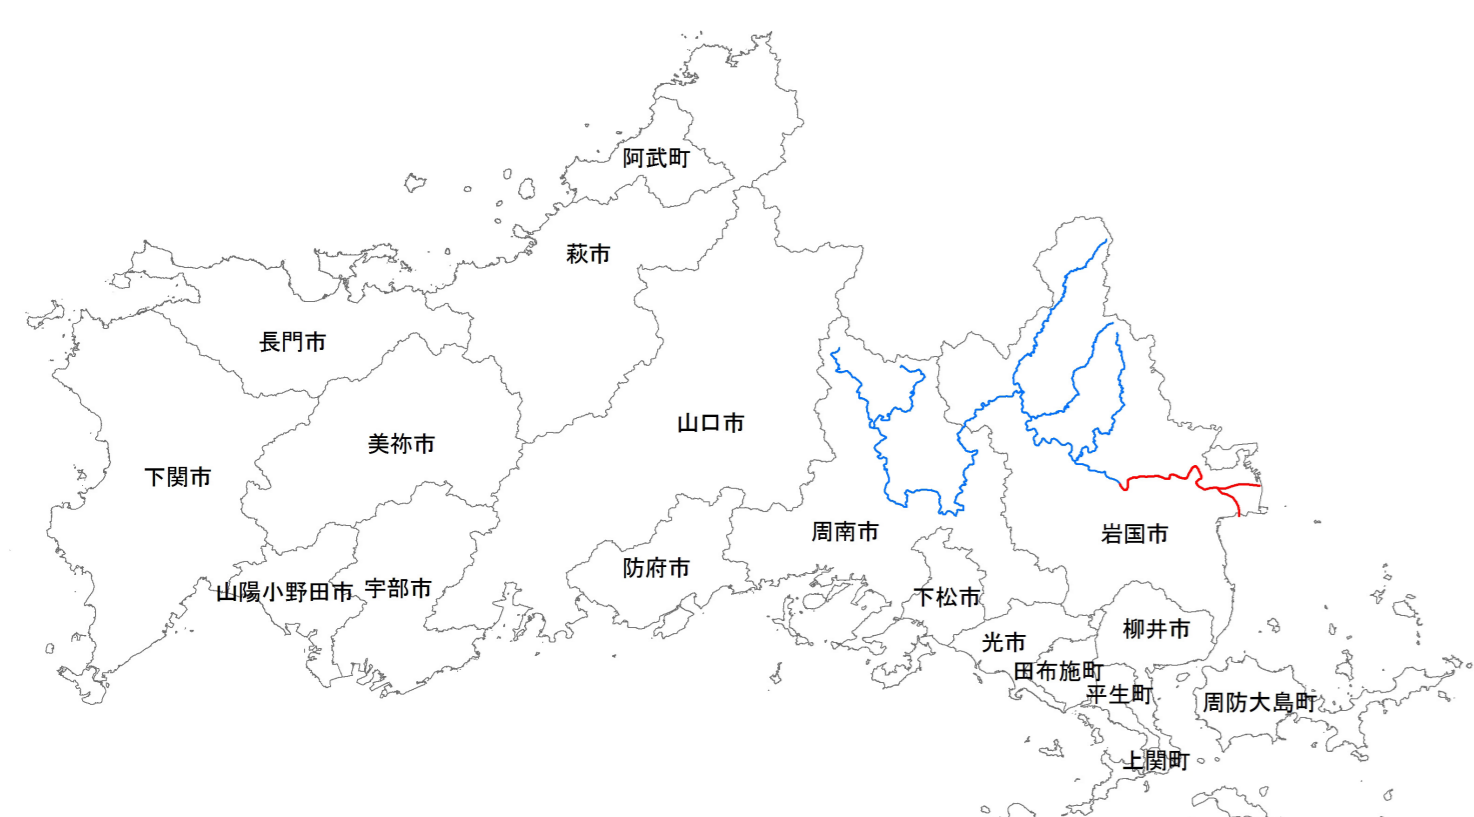 阿武町
萩市
長門市
山口市
美祢市
下関市
周南市
岩国市
防府市
山陽小野田市
宇部市
下松市
柳井市
光市
田布施町
平生町
周防大島町
上関町